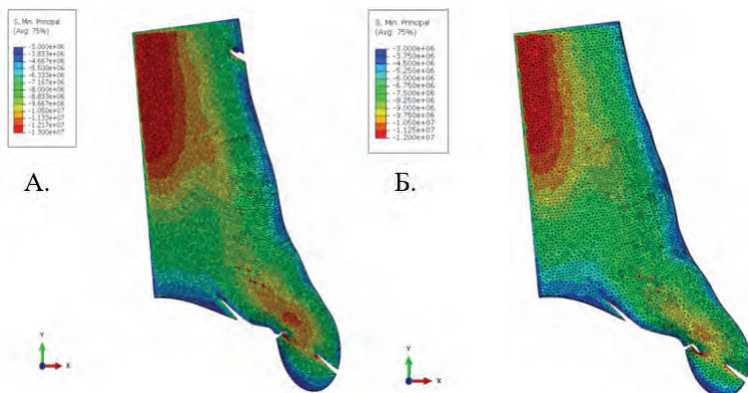 S, Min. Principal
(Avg: 75%)
-3.000e+06
-3.833e+06
-4.667e+06
-5.500e+06
-6.333e+06
-7.167e+06
-8.000e+06
-8.833e+06
-9.667e+06
-1.050e+07
-1.133e+07
-1.217e+07
-1.300e+07
А.
Y
X
S, Min. Principal
(Avg: 75%)
-3.000e+06
-3.750e+06
-4.500e+06
-5.250e+06
-6.000e+06
-6.750e+06
-7.500e+06
-8.250e+06
-9.000e+06
-9.750e+06
-1.050e+07
-1.125e+07
-1.200e+07
Б.
Y
X